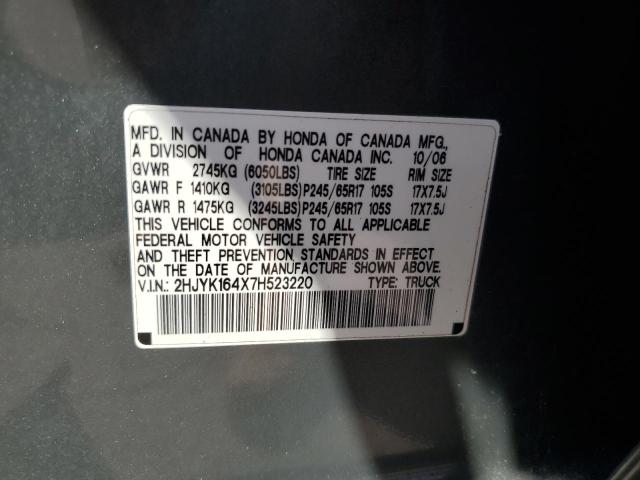 MFD. IN CANADA BY HONDA OF CANADA MFG.,
A DIVISION OF HONDA CANADA INC. 10/06
GVWR 2745KG (6050LBS) TIRE SIZE RIM SIZE
GAWR F 1410KG (3105LBS) P245/65R17 105S 17X7.5J
GAWR R 1475KG (3245LBS) P245/65R17 105S 17X7.5J
THIS VEHICLE CONFORMS TO ALL APPLICABLE
FEDERAL MOTOR VEHICLE SAFETY
AND THEFT PREVENTION STANDARDS IN EFFECT
ON THE DATE OF MANUFACTURE SHOWN ABOVE.
V.I.N.: 2HJYK164X7H523220 TYPE: TRUCK